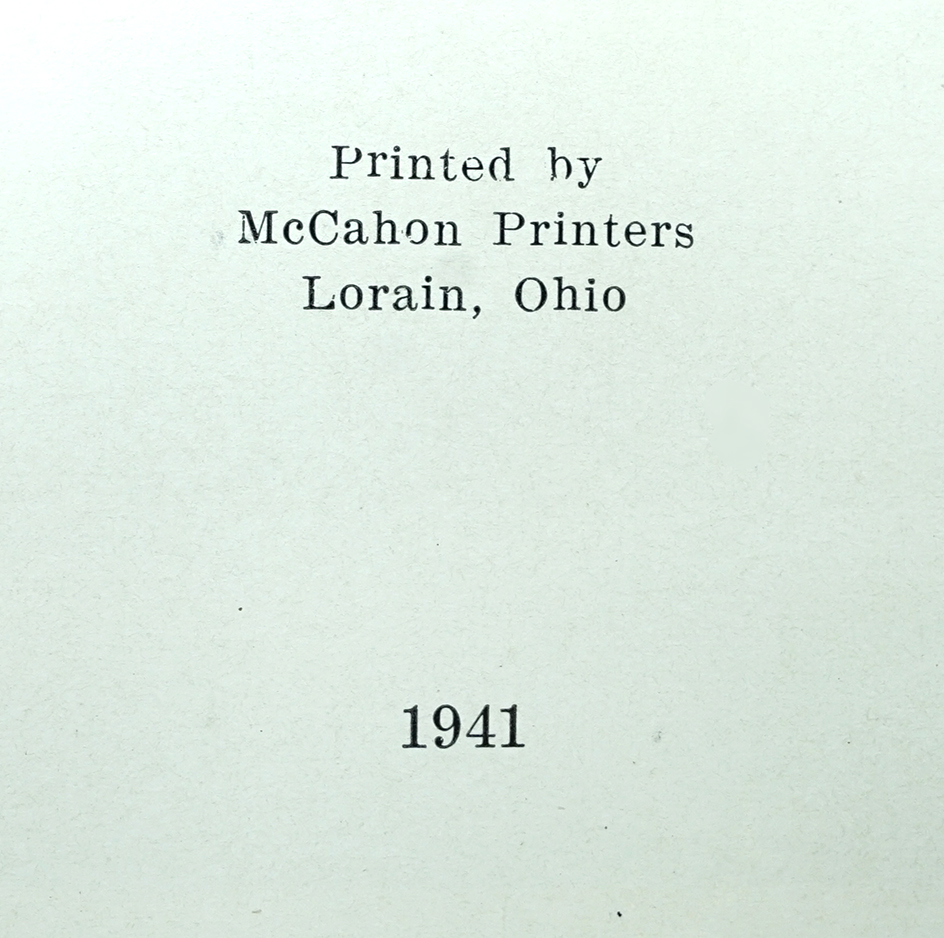 Printed by
McCahon Printers
Lorain, Ohio
1941